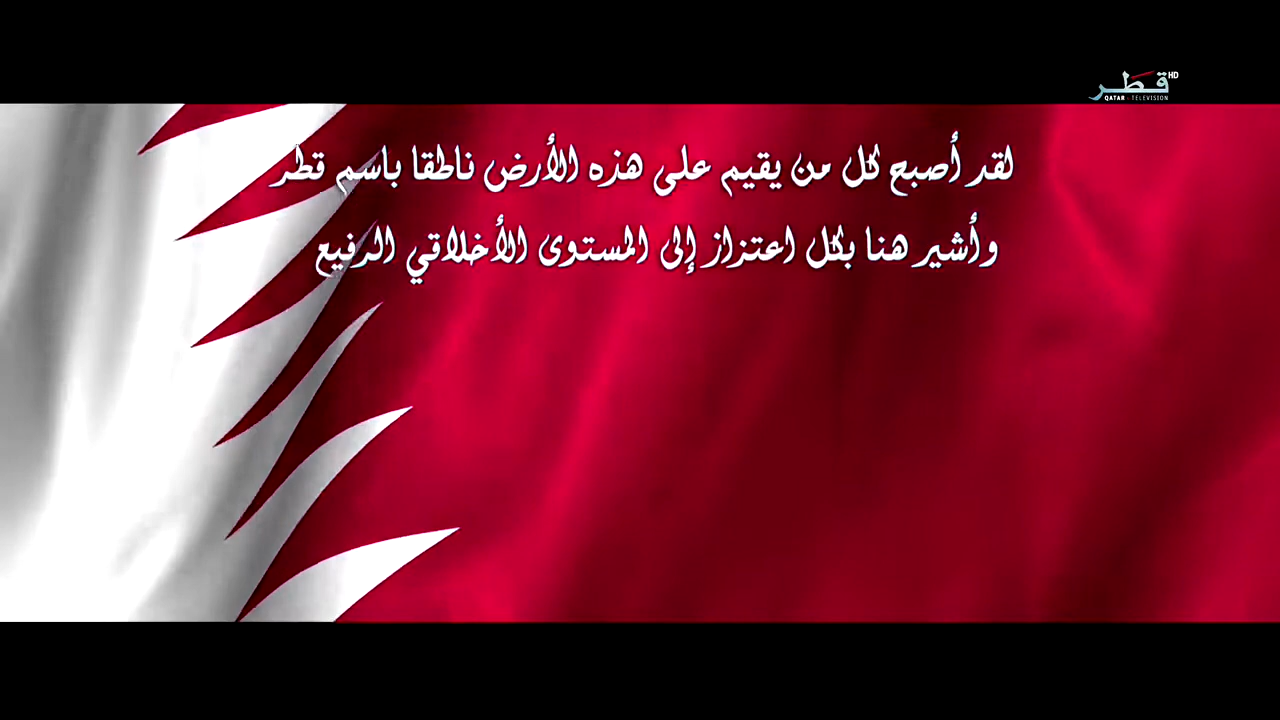 قطر HD
QATAR - TELEVISION
لقد أصبح كل من يقيم على هذه الأرض ناطقا باسم قطر
وأشير هنا بكل اعتزاز إلى المستوى الأخلاقي الرفيع